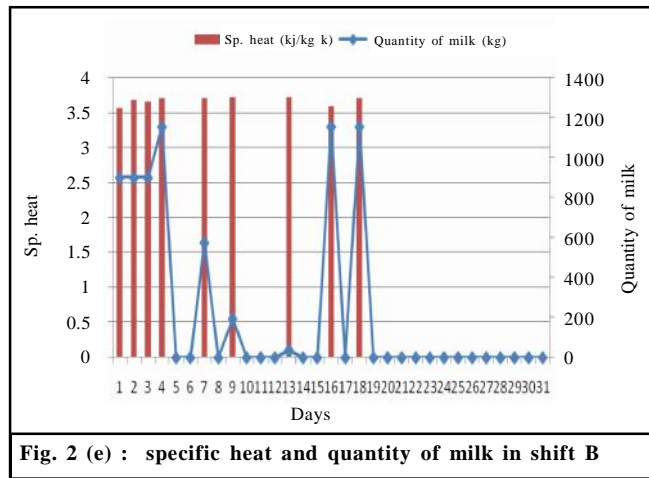 Sp. heat (kj/kg k) Quantity of milk (kg)
4
3.5
3
2.5
2
1.5
1
0.5
0
Sp. heat
1400
1200
1000
800
600
400
200
0
Quantity of milk
1 2 3 4 5 6 7 8 9 10 11 12 13 14 15 16 17 18 19 20 21 22 23 24 25 26 27 28 29 30 31
Days
Fig. 2 (e) : specific heat and quantity of milk in shift B